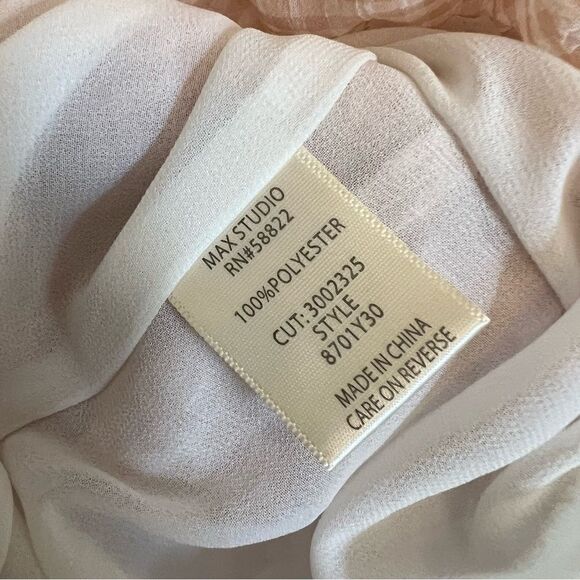 MAX STUDIO
RN#58822
100%POLYESTER
CUT: 3002325
STYLE
8701Y30
MADE IN CHINA
CARE ON REVERSE